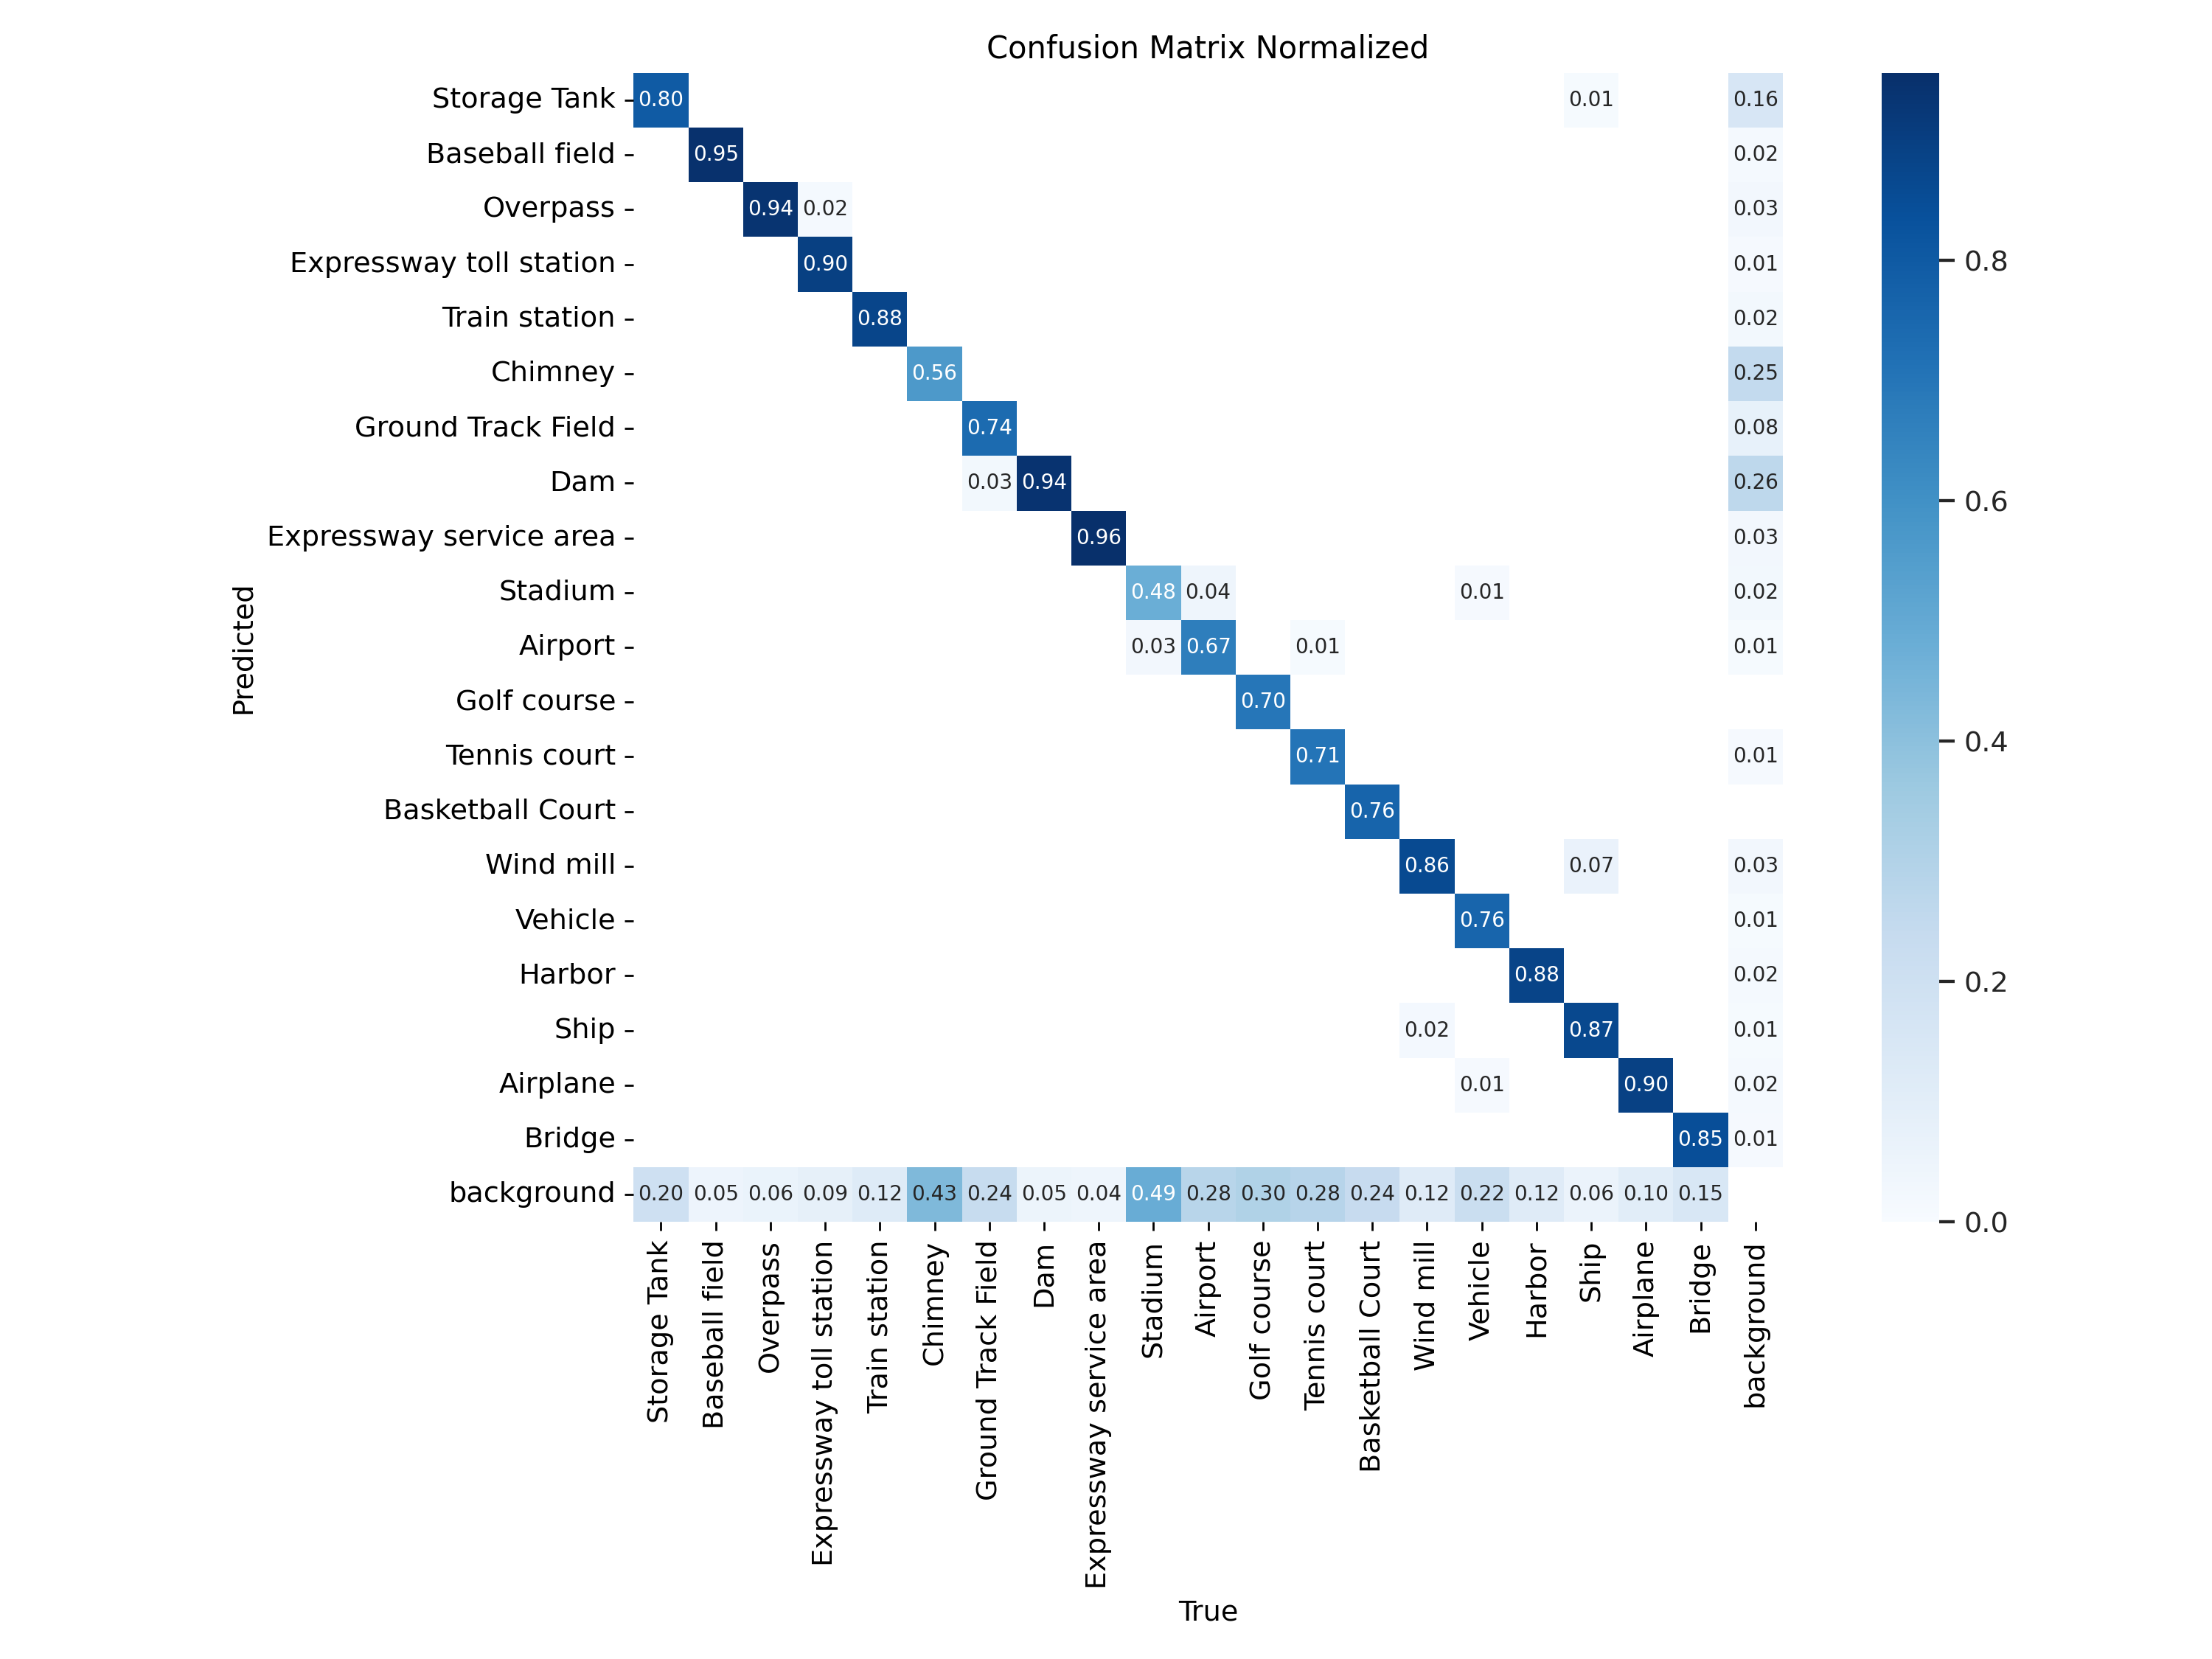 Confusion Matrix Normalized
Storage Tank 0.80 0.01 0.16
Baseball field 0.95 0.02
Overpass 0.94 0.02 0.03
Expressway toll station 0.90 0.01
Train station 0.88 0.02
Chimney 0.56 0.25
Ground Track Field 0.74 0.08
Dam 0.03 0.94 0.26
Expressway service area 0.96 0.03
Stadium 0.48 0.04 0.01 0.02
Airport 0.03 0.67 0.01 0.01
Golf course 0.70
Tennis court 0.71 0.01
Basketball Court 0.76
Wind mill 0.86 0.07 0.03
Vehicle 0.76 0.01
Harbor 0.88 0.02
Ship 0.02 0.87 0.01
Airplane 0.01 0.90 0.02
Bridge 0.85 0.01
background 0.20 0.05 0.06 0.09 0.12 0.43 0.24 0.05 0.04 0.49 0.28 0.30 0.28 0.24 0.12 0.22 0.12 0.06 0.10 0.15
Predicted
Storage Tank
Baseball field
Overpass
Expressway toll station
Train station
Chimney
Ground Track Field
Dam
Expressway service area
Stadium
Airport
Golf course
Tennis court
Basketball Court
Wind mill
Vehicle
Harbor
Ship
Airplane
Bridge
background
True
0.8
0.6
0.4
0.2
0.0